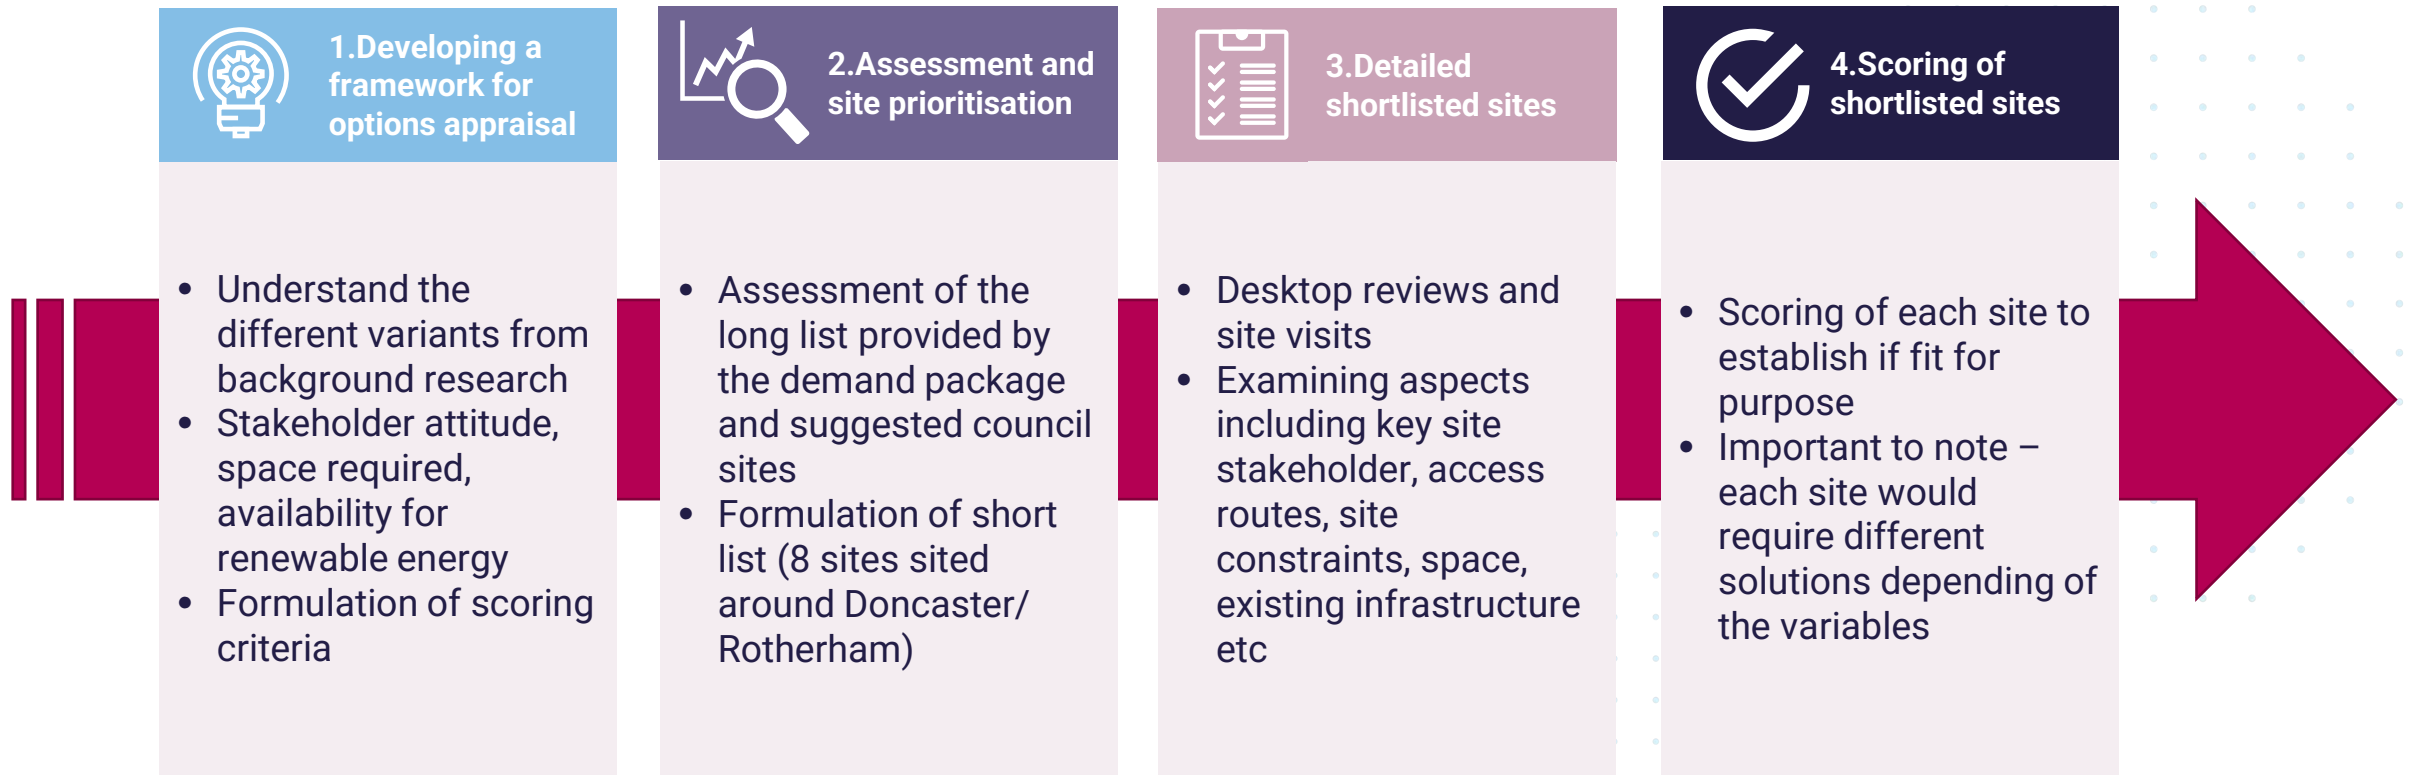 1.Developing a
framework for
options appraisal
• Understand the
different variants from
background research
• Stakeholder attitude,
space required,
availability for
renewable energy
• Formulation of scoring
criteria
2.Assessment and
site prioritisation
• Assessment of the
long list provided by
the demand package
and suggested council
sites
• Formulation of short
list (8 sites sited
around Doncaster/
Rotherham)
3.Detailed
shortlisted sites
• Desktop reviews and
site visits
• Examining aspects
including key site
stakeholder, access
routes, site
constraints, space,
existing infrastructure
etc
4.Scoring of
shortlisted sites
• Scoring of each site to
establish if fit for
purpose
• Important to note –
each site would
require different
solutions depending of
the variables